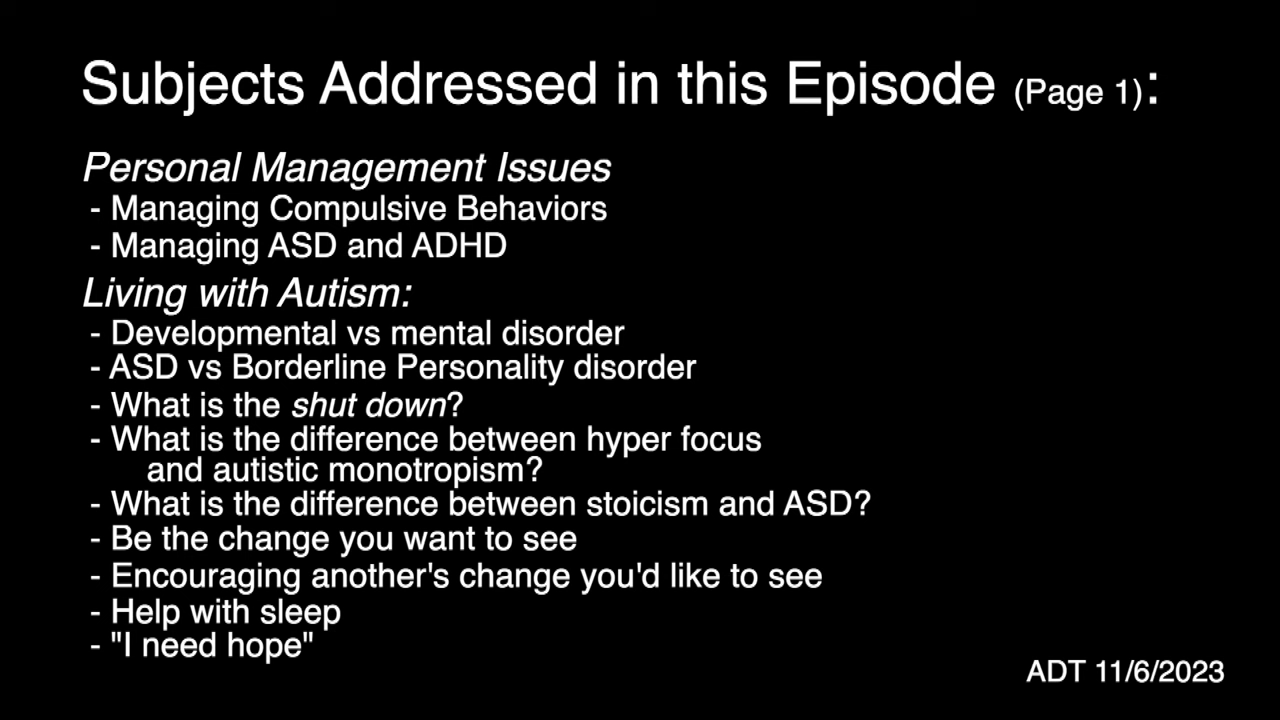 Subjects Addressed in this Episode (Page 1):
Personal Management Issues
- Managing Compulsive Behaviors
- Managing ASD and ADHD
Living with Autism:
- Developmental vs mental disorder
- ASD vs Borderline Personality disorder
- What is the shut down?
- What is the difference between hyper focus
and autistic monotropism?
- What is the difference between stoicism and ASD?
- Be the change you want to see
- Encouraging another's change you'd like to see
- Help with sleep
- "I need hope"
ADT 11/6/2023